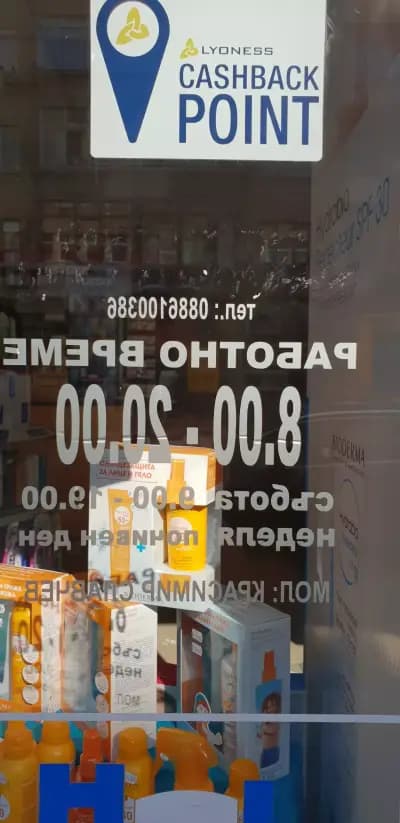 LYONESS
CASHBACK
POINT
тел.: 0886100386
РАБОТНО ВРЕМЕ
8.00 - 20.00
събота 9.00 - 19.00
неделя почивен ден
МОЛ: КРАСИМИР СЛАВЧЕВ
BIODERMA